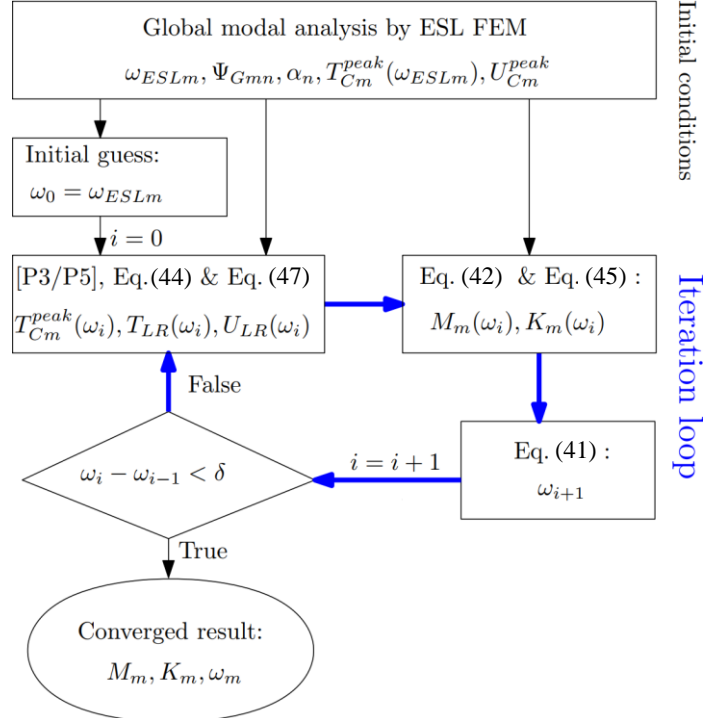 Global modal analysis by ESL FEM
ω_{ESLm}, Ψ_{Gmn}, α_n, T_{Cm}^{peak}(ω_{ESLm}), U_{Cm}^{peak}
Initial conditions
Initial guess:
ω_0 = ω_{ESLm}
i = 0
[P3/P5], Eq. (44) & Eq. (47)
T_{Cm}^{peak}(ω_i), T_{LR}(ω_i), U_{LR}(ω_i)
Eq. (42) & Eq. (45) :
M_m(ω_i), K_m(ω_i)
Iteration loop
False
Eq. (41) :
ω_{i+1}
i = i + 1
ω_i − ω_{i−1} < δ
True
Converged result:
M_m, K_m, ω_m